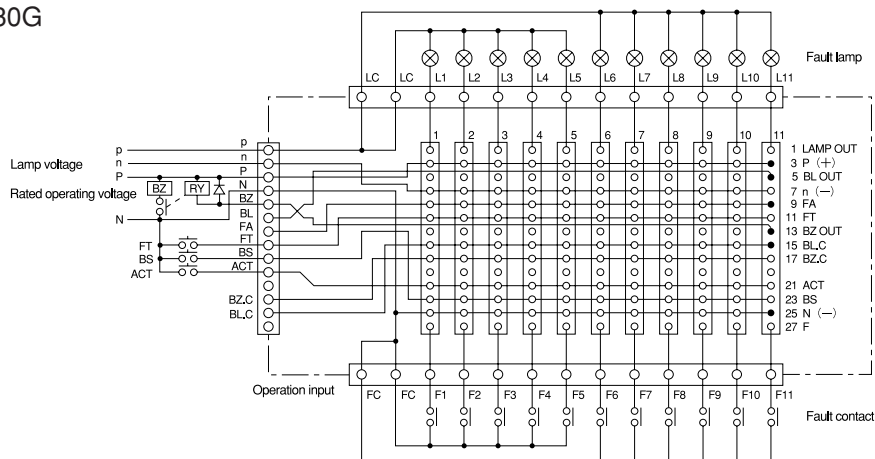 30G
LC LC L1 L2 L3 L4 L5 L6 L7 L8 L9 L10 L11
Fault lamp
1 2 3 4 5 6 7 8 9 10 11
Lamp voltage
p p
n n
P P
Rated operating voltage
BZ RY
N N
BZ
BL
FA
FT FT
BS BS
ACT ACT
BZ.C
BL.C
1 LAMP OUT
3 P (+)
5 BL OUT
7 n (−)
9 FA
11 FT
13 BZ OUT
15 BL.C
17 BZ.C
21 ACT
23 BS
25 N (−)
27 F
Operation input
FC FC F1 F2 F3 F4 F5 F6 F7 F8 F9 F10 F11
Fault contact